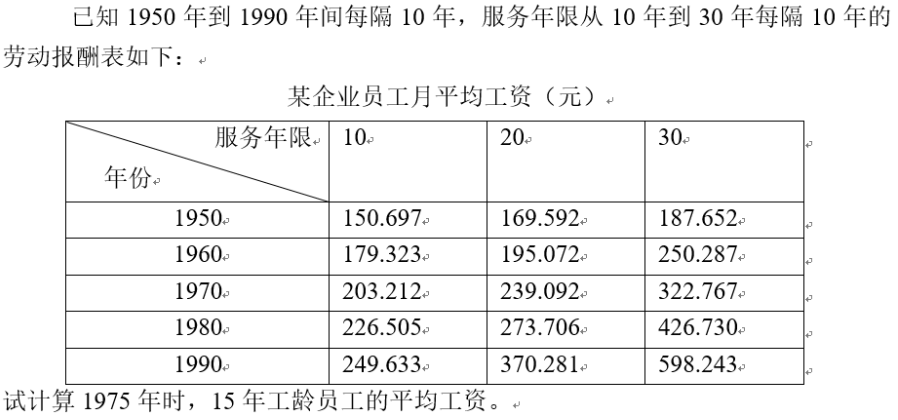 已知 1950 年到 1990 年间每隔 10 年，服务年限从 10 年到 30 年每隔 10 年的
劳动报酬表如下：
某企业员工月平均工资（元）
服务年限 10 20 30
年份
1950 150.697 169.592 187.652
1960 179.323 195.072 250.287
1970 203.212 239.092 322.767
1980 226.505 273.706 426.730
1990 249.633 370.281 598.243
试计算 1975 年时，15 年工龄员工的平均工资。